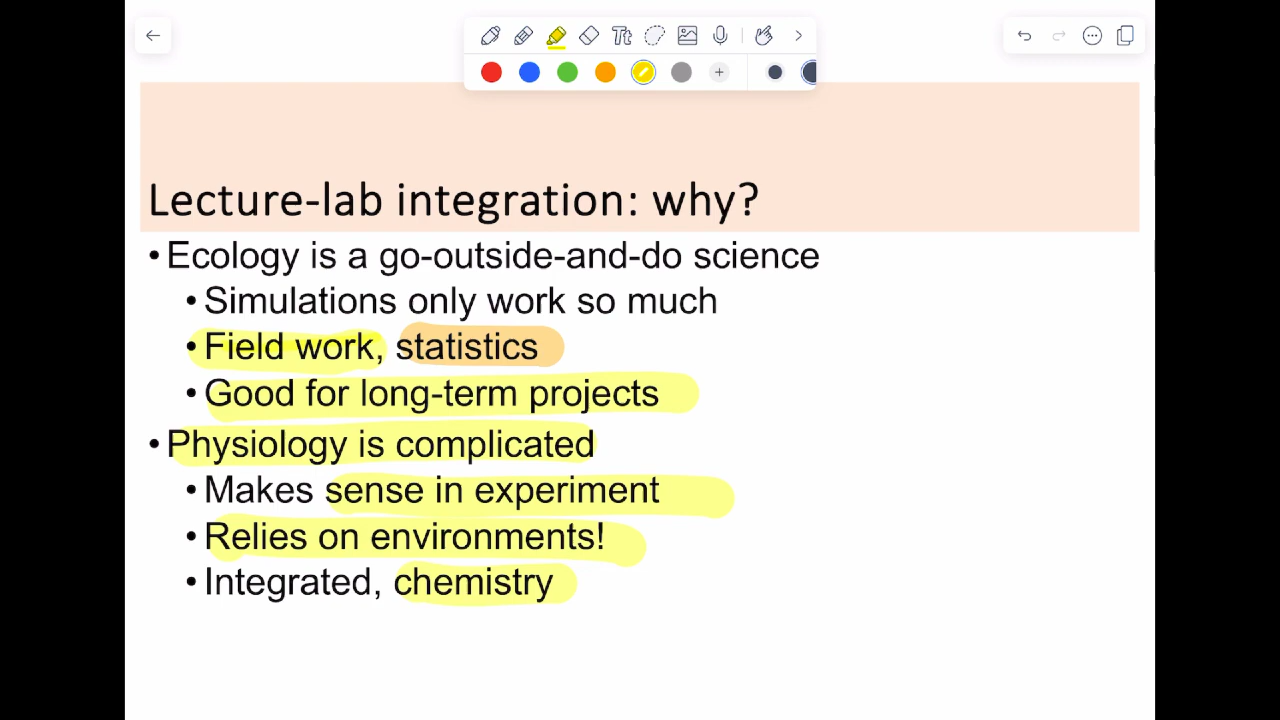 Tt
Lecture-lab integration: why?
•Ecology is a go-outside-and-do science
•Simulations only work so much
•Field work, statistics
•Good for long-term projects
•Physiology is complicated
•Makes sense in experiment
•Relies on environments!
•Integrated, chemistry